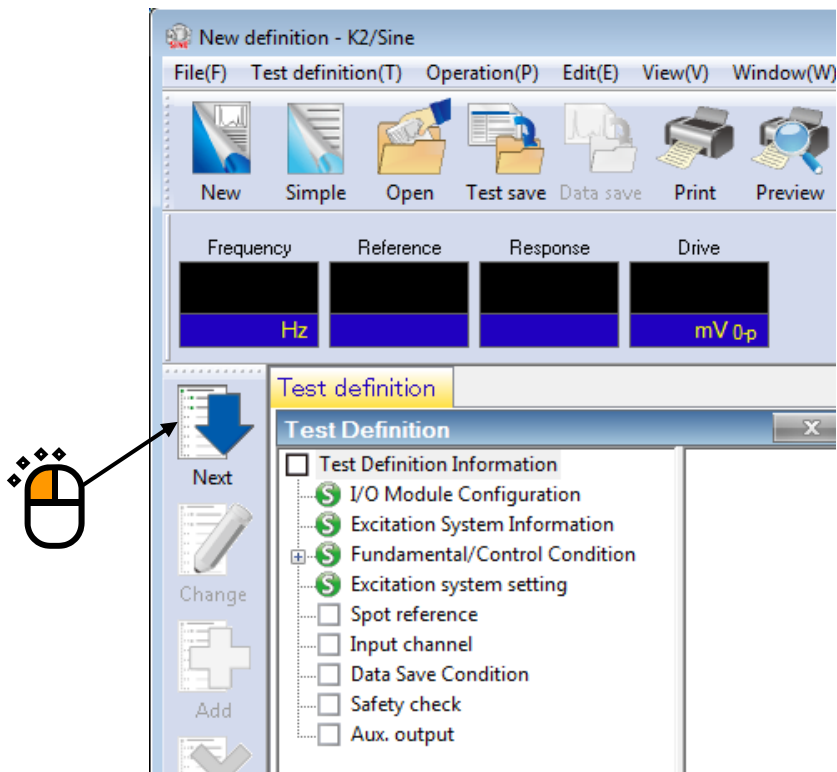 New definition - K2/Sine
File(F) Test definition(T) Operation(P) Edit(E) View(V) Window(W)
New Simple Open Test save Data save Print Preview
Frequency Reference Response Drive
Hz mV 0-p
Test definition
Test Definition
Next
Change
Add
Test Definition Information
S I/O Module Configuration
S Excitation System Information
S Fundamental/Control Condition
S Excitation system setting
Spot reference
Input channel
Data Save Condition
Safety check
Aux. output